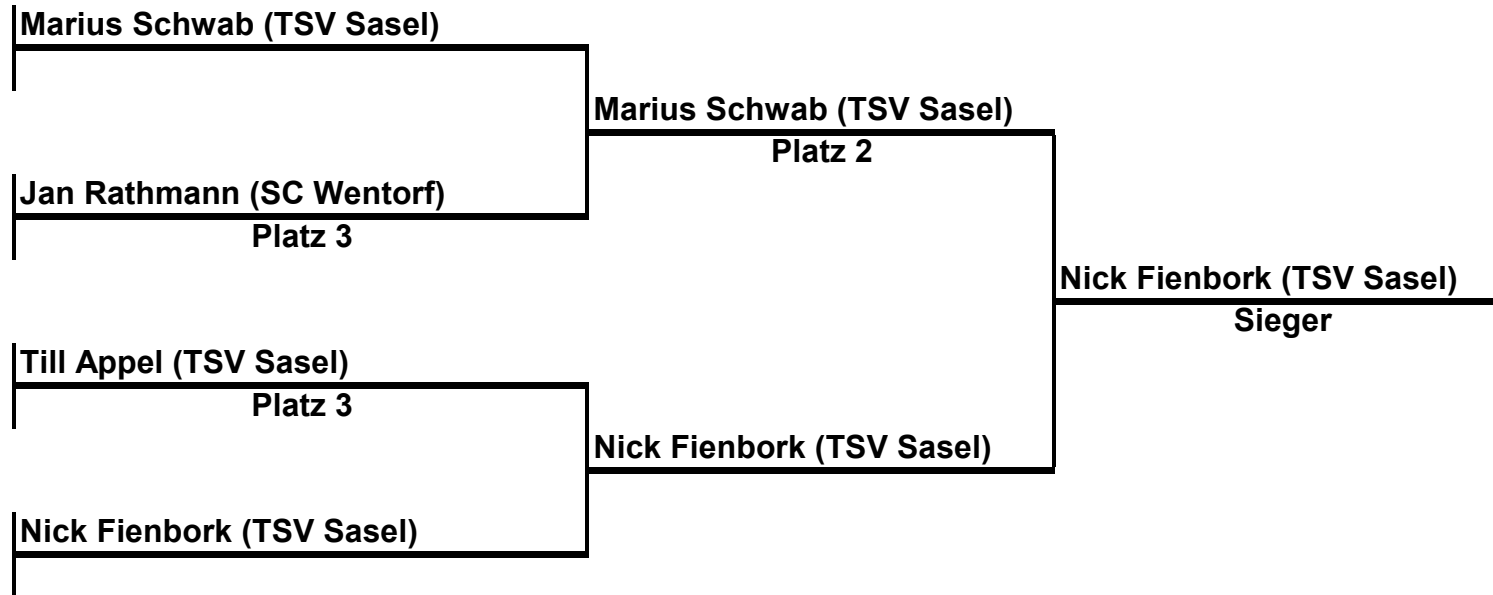 Marius Schwab (TSV Sasel)
Marius Schwab (TSV Sasel)
Platz 2
Jan Rathmann (SC Wentorf)
Platz 3
Nick Fienbork (TSV Sasel)
Sieger
Till Appel (TSV Sasel)
Platz 3
Nick Fienbork (TSV Sasel)
Nick Fienbork (TSV Sasel)